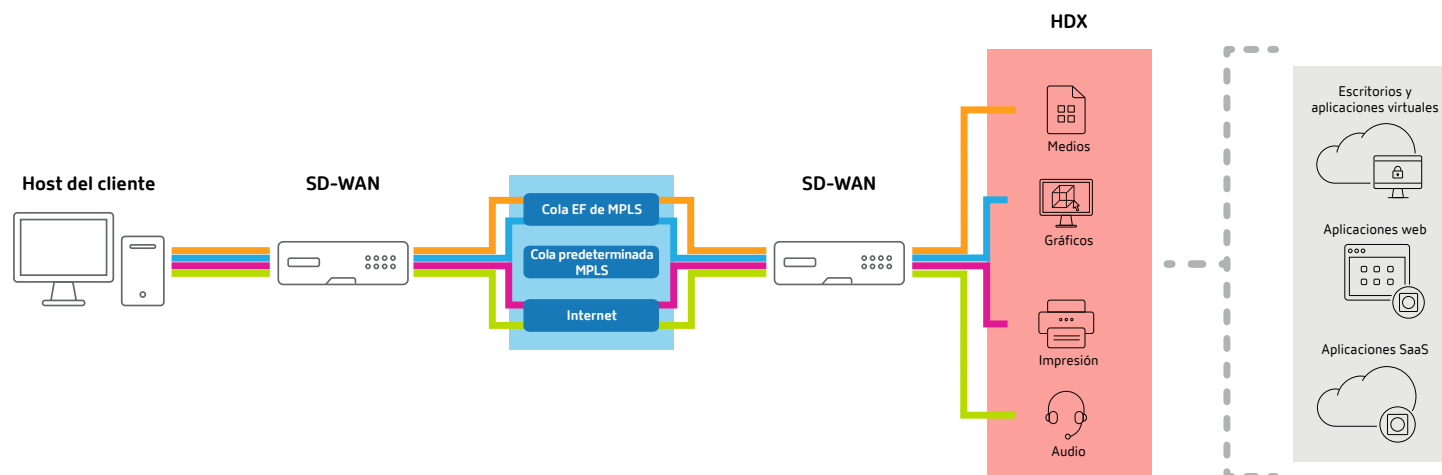 HDX
Host del cliente
SD-WAN
Cola EF de MPLS
Cola predeterminada
MPLS
Internet
SD-WAN
Medios
Gráficos
Impresión
Audio
Escritorios y
aplicaciones virtuales
Aplicaciones web
Aplicaciones SaaS